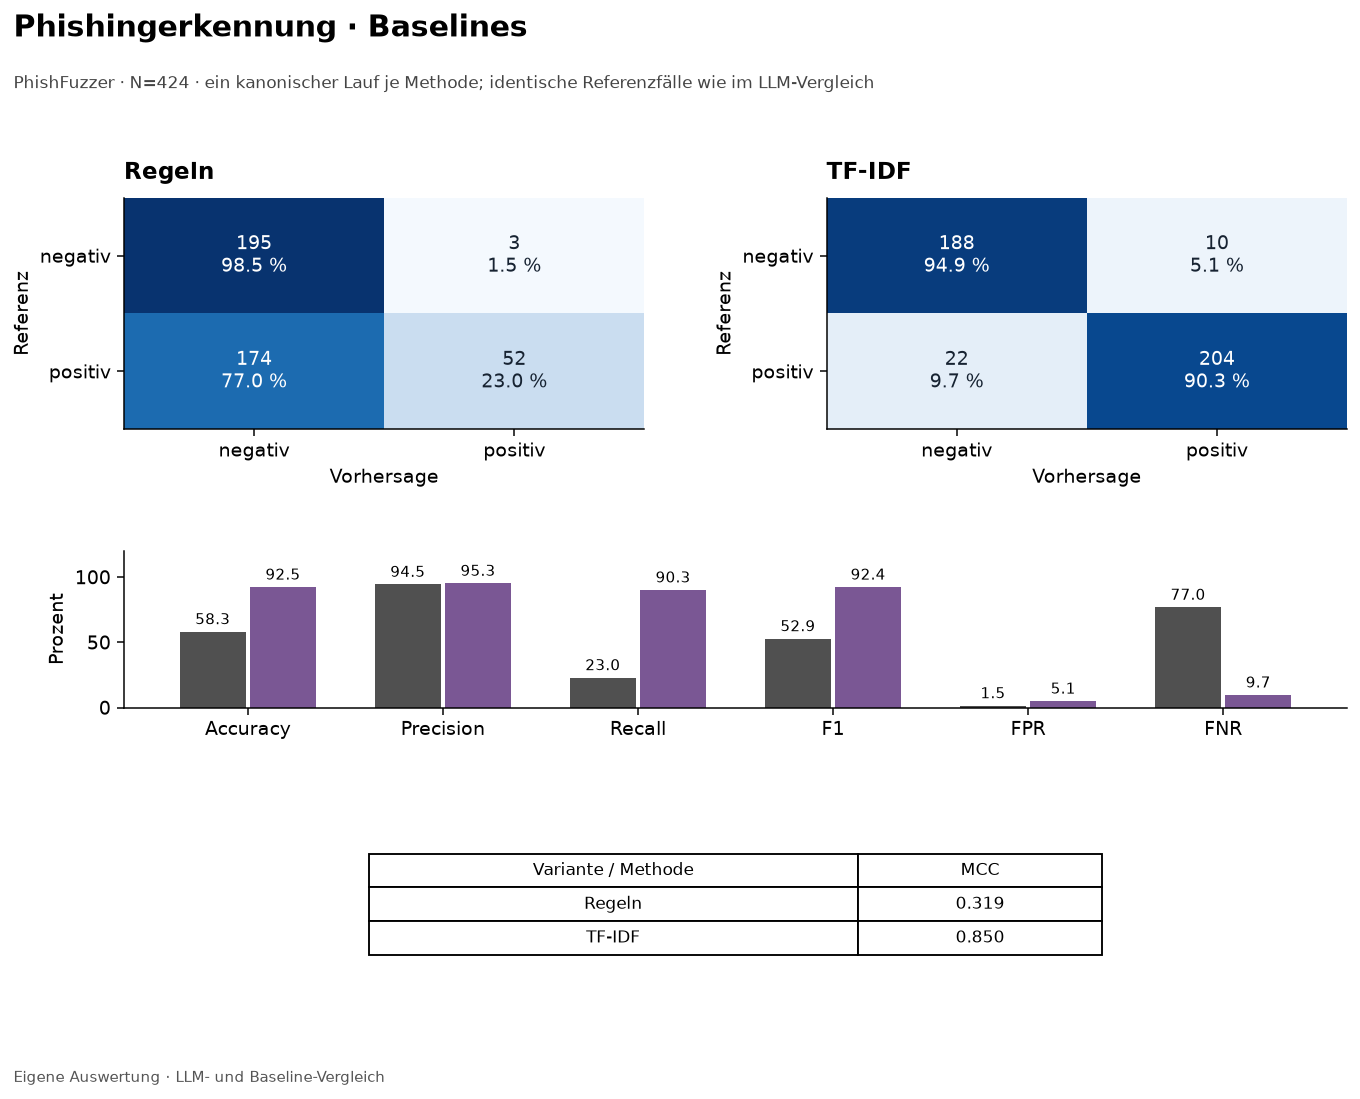 Phishingerkennung · Baselines
PhishFuzzer · N=424 · ein kanonischer Lauf je Methode; identische Referenzfälle wie im LLM-Vergleich
Regeln
Referenz
negativ
195
98.5 %
3
1.5 %
positiv
174
77.0 %
52
23.0 %
negativ
positiv
Vorhersage
TF-IDF
Referenz
negativ
188
94.9 %
10
5.1 %
positiv
22
9.7 %
204
90.3 %
negativ
positiv
Vorhersage
Prozent
100
50
0
58.3
92.5
94.5
95.3
23.0
90.3
52.9
92.4
1.5
5.1
77.0
9.7
Accuracy
Precision
Recall
F1
FPR
FNR
Variante / Methode MCC
Regeln 0.319
TF-IDF 0.850
Eigene Auswertung · LLM- und Baseline-Vergleich